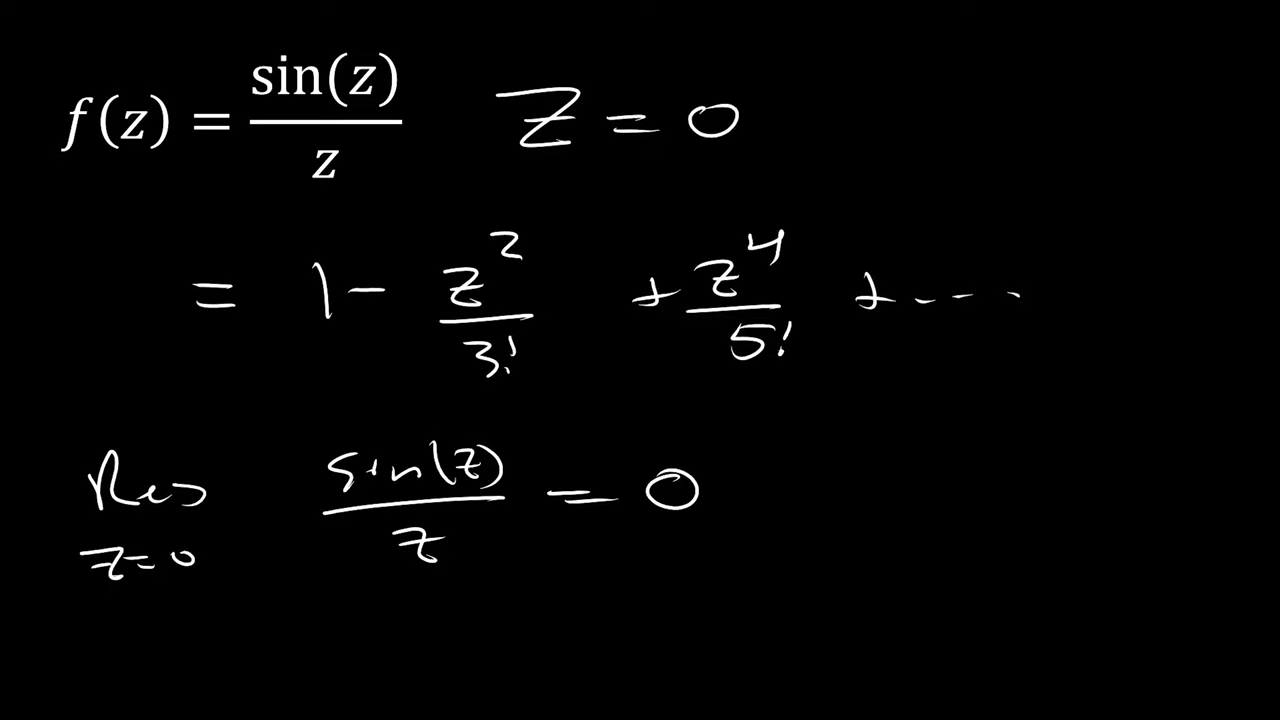 f(z) = sin(z)/z   Z = 0
= 1 - z²/3! + z⁴/5! + ....
Res z=0 sin(z)/z = 0